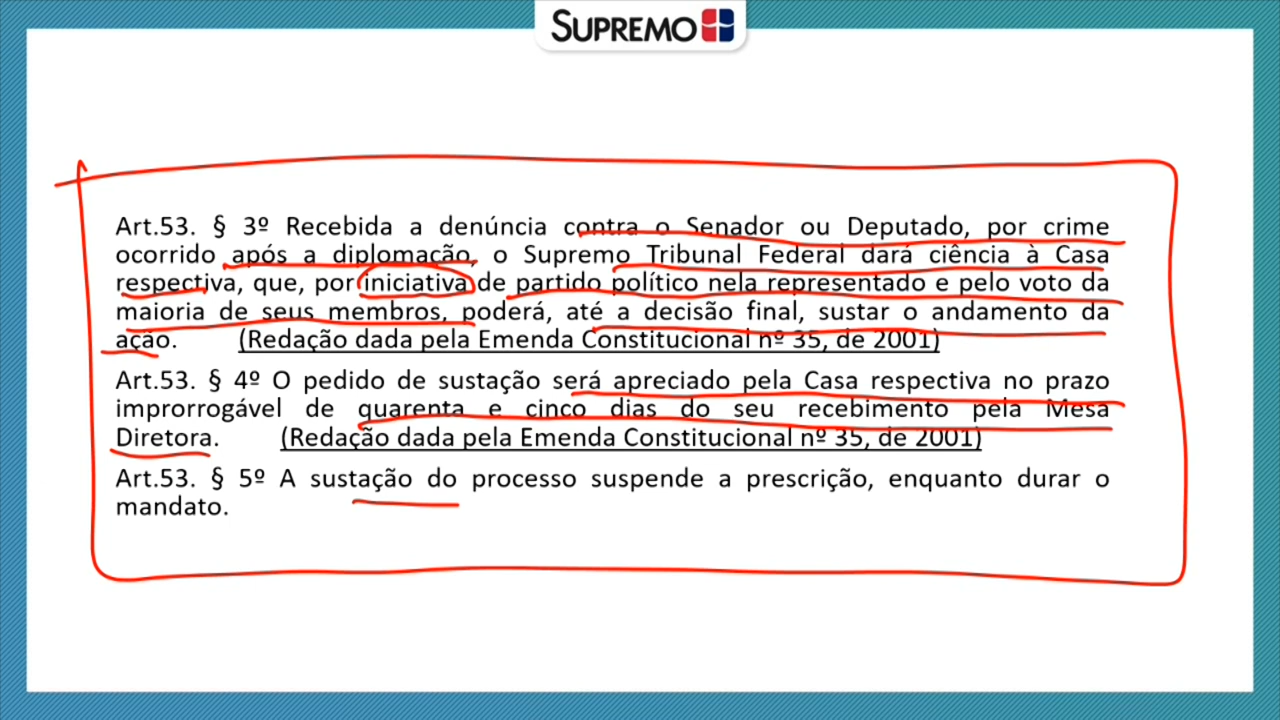 SUPREMO
Art.53. § 3º Recebida a denúncia contra o Senador ou Deputado, por crime
ocorrido após a diplomação, o Supremo Tribunal Federal dará ciência à Casa
respectiva, que, por iniciativa de partido político nela representado e pelo voto da
maioria de seus membros, poderá, até a decisão final, sustar o andamento da
ação. (Redação dada pela Emenda Constitucional nº 35, de 2001)
Art.53. § 4º O pedido de sustação será apreciado pela Casa respectiva no prazo
improrrogável de quarenta e cinco dias do seu recebimento pela Mesa
Diretora. (Redação dada pela Emenda Constitucional nº 35, de 2001)
Art.53. § 5º A sustação do processo suspende a prescrição, enquanto durar o
mandato.